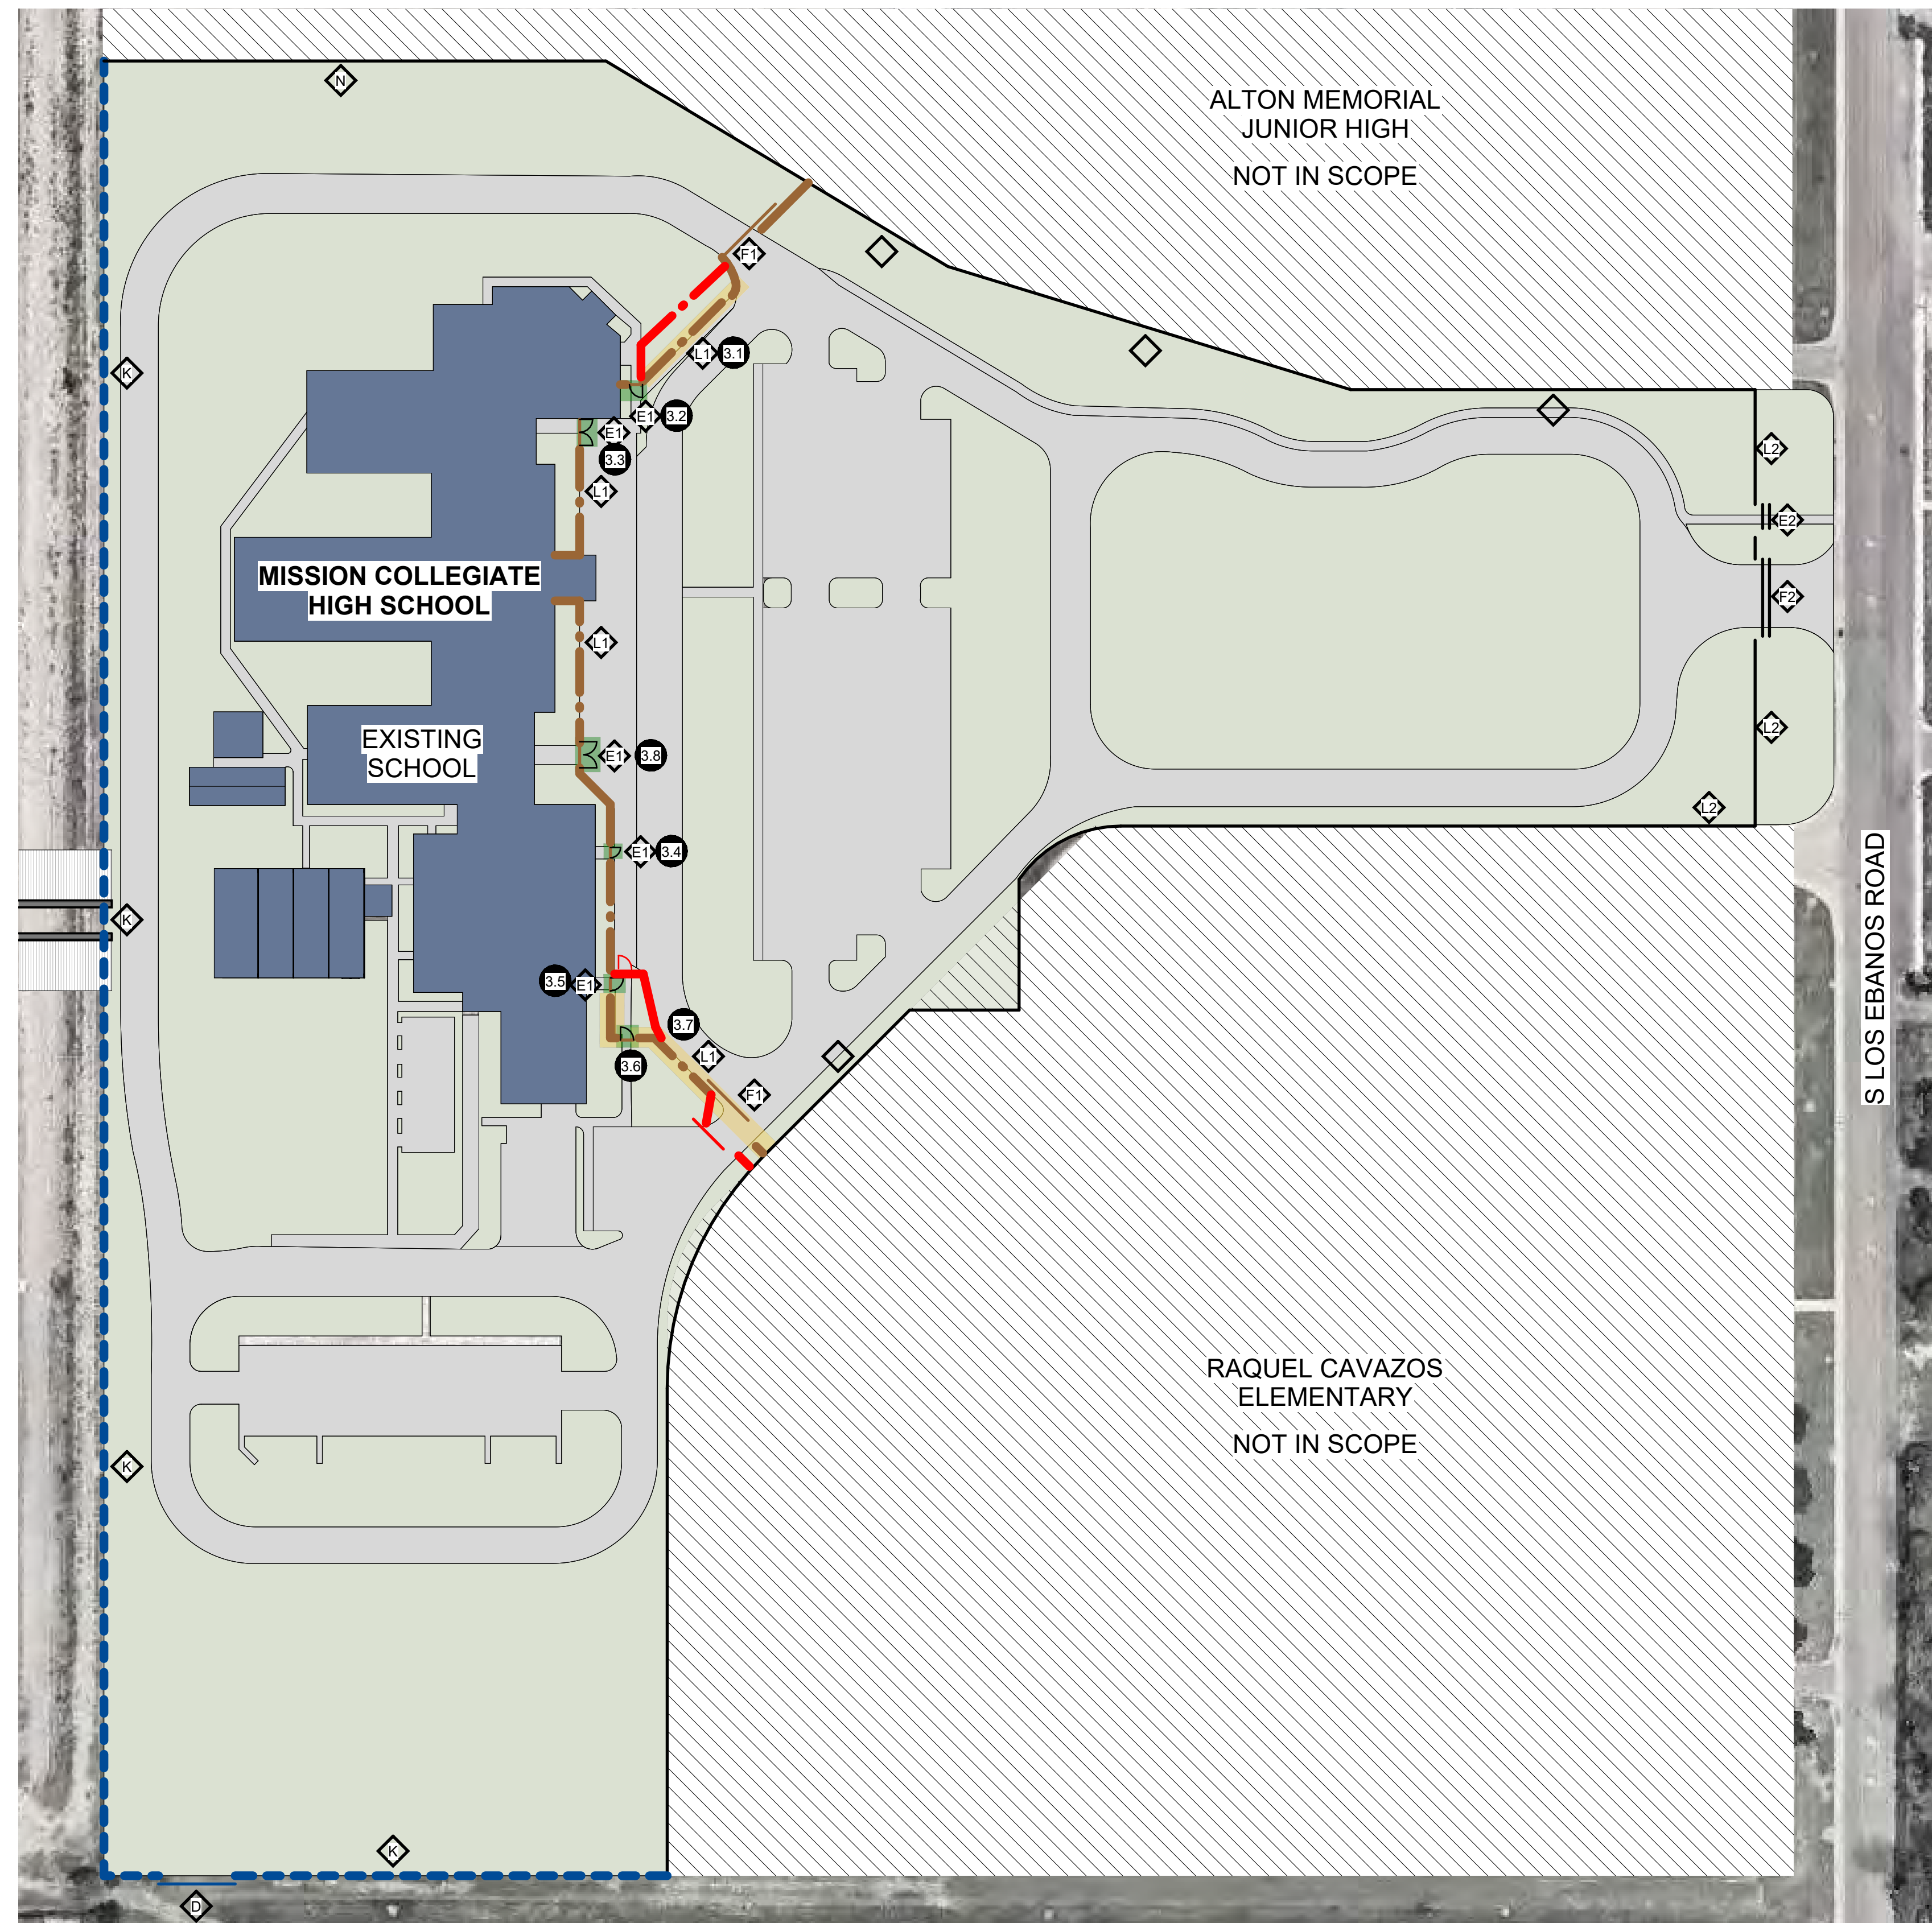 N
ALTON MEMORIAL
JUNIOR HIGH
NOT IN SCOPE
F1
L1 3.1
K
E1 3.2
E1
3.3
L1
L2
E2
F2
MISSION COLLEGIATE
HIGH SCHOOL
L1
EXISTING
SCHOOL
E1 3.8
L2
L2
E1 3.4
K
S LOS EBANOS ROAD
3.5 E1
3.7
3.6
L1
F1
RAQUEL CAVAZOS
ELEMENTARY
NOT IN SCOPE
K
K
D